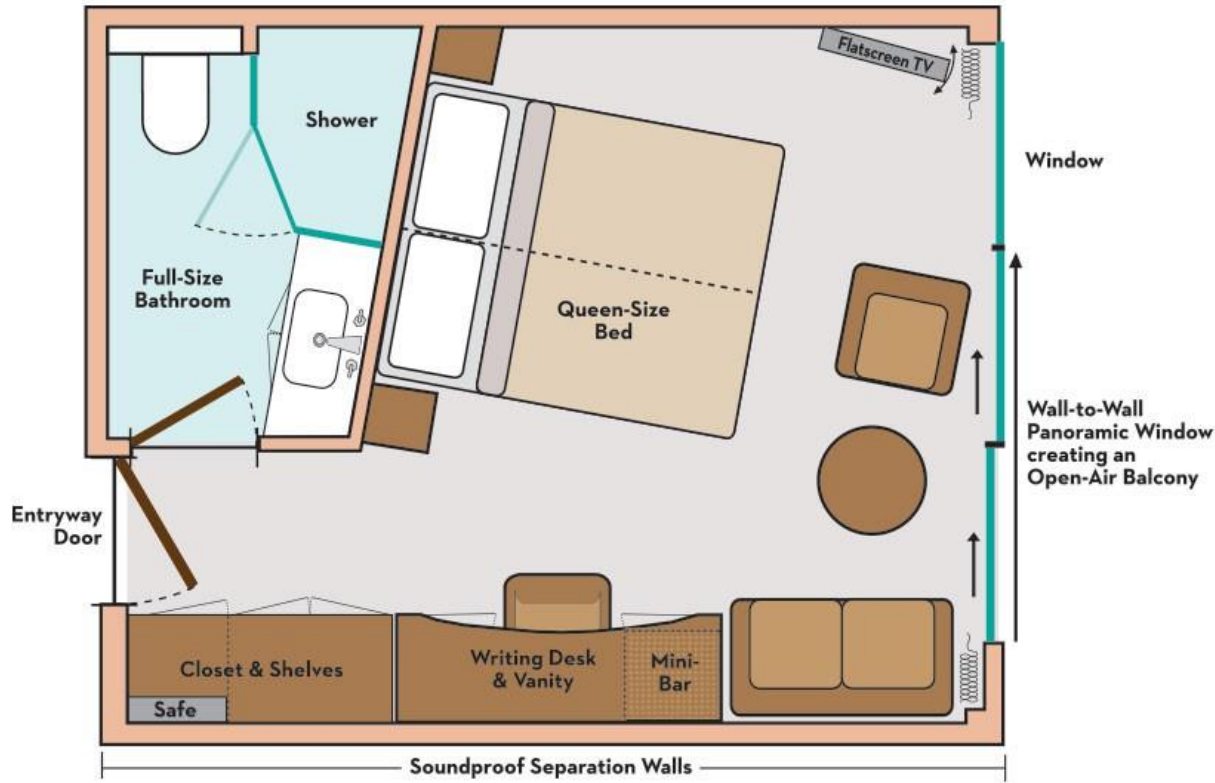 Flatscreen TV
Shower
Window
Full-Size
Bathroom
Queen-Size
Bed
Wall-to-Wall
Panoramic Window
creating an
Open-Air Balcony
Entryway
Door
Closet & Shelves
Safe
Writing Desk
& Vanity
Mini-
Bar
Soundproof Separation Walls